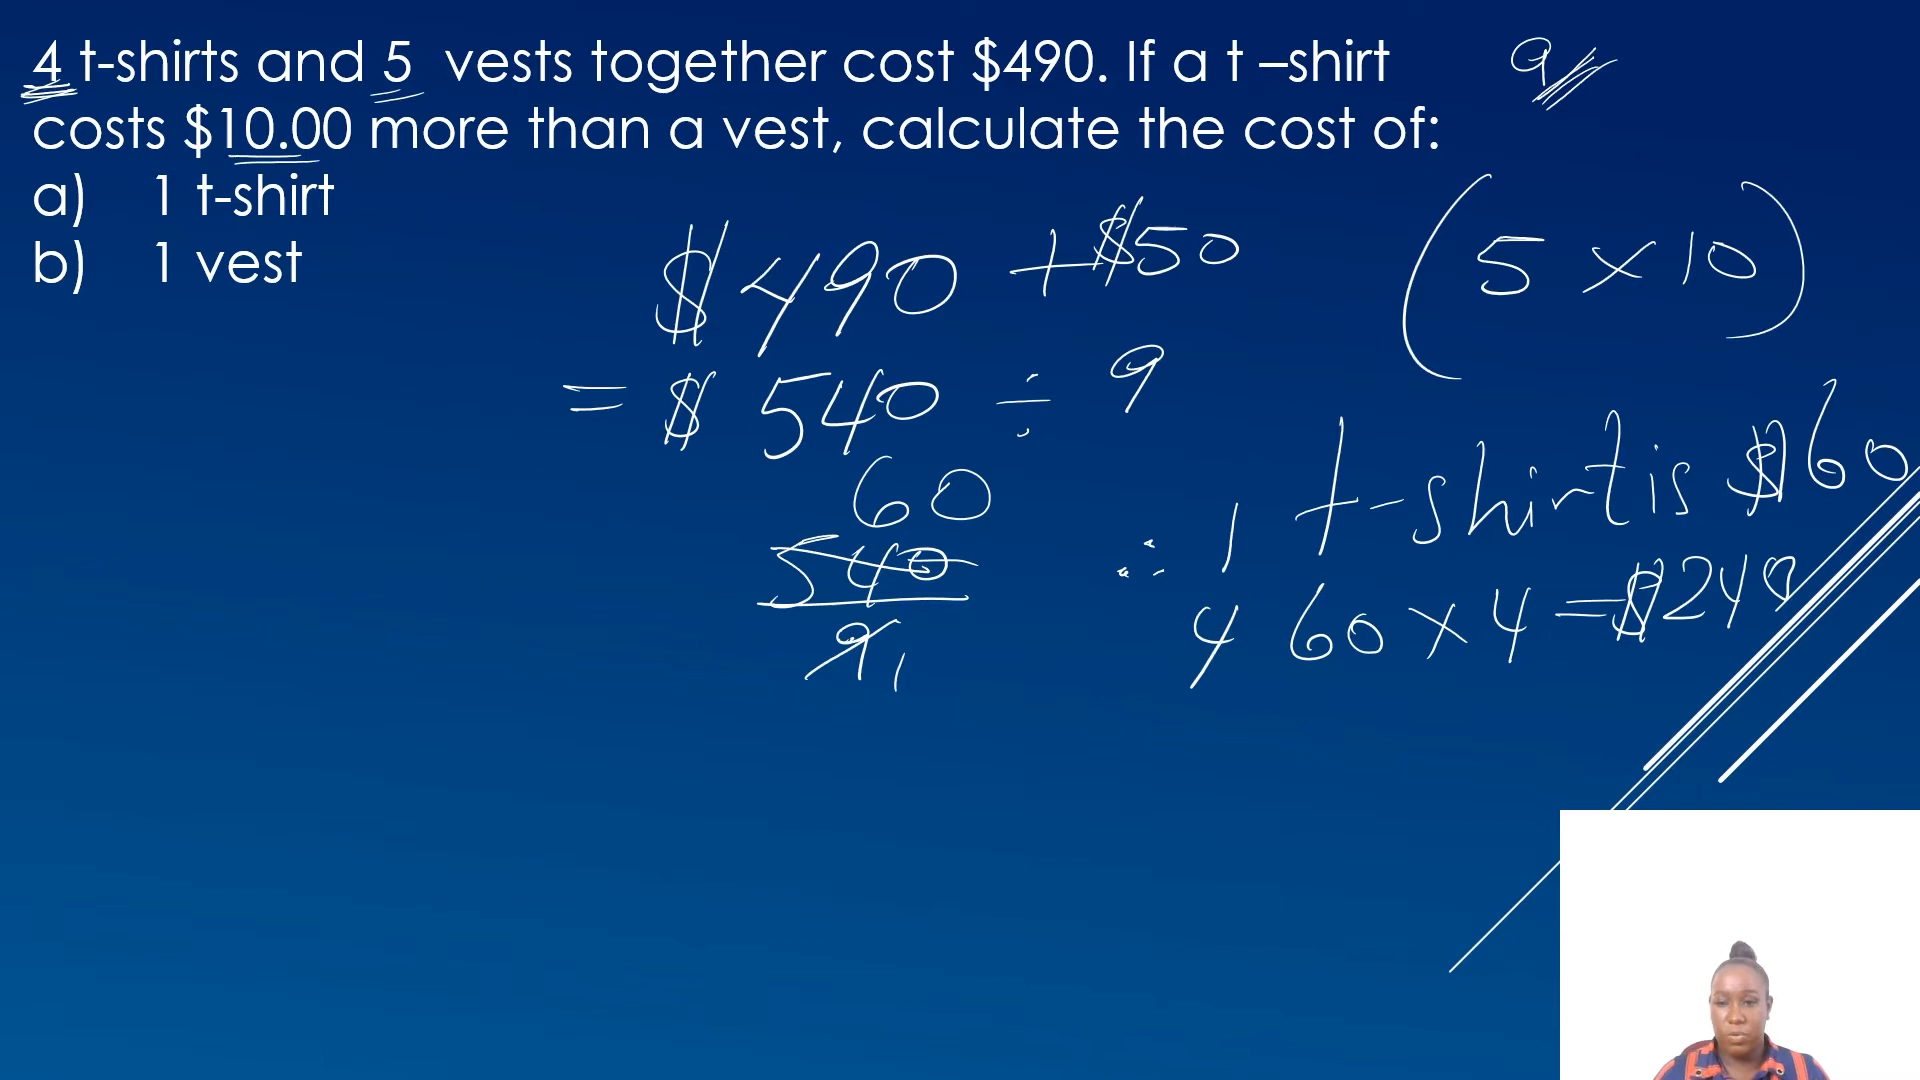 4 t-shirts and 5 vests together cost $490. If a t –shirt
costs $10.00 more than a vest, calculate the cost of:
a) 1 t-shirt
b) 1 vest
9
$490 + $50
(5 × 10)
= $ 540 ÷ 9
60
540
9 1
∴ 1 t-shirt is $60
4 60 × 4 = $240